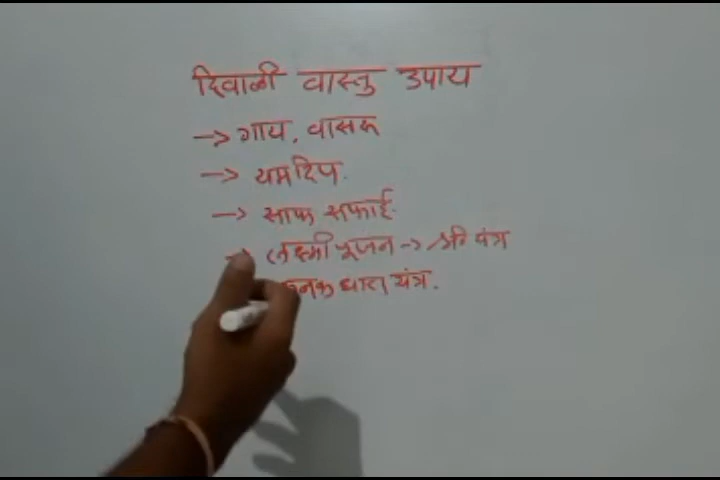 दिवाळी वास्तु उपाय
→ गाय, वासरू
→ यमदिप.
→ साफ सफाई.
→ लक्ष्मी पूजन → श्री यंत्र
धारा यंत्र.